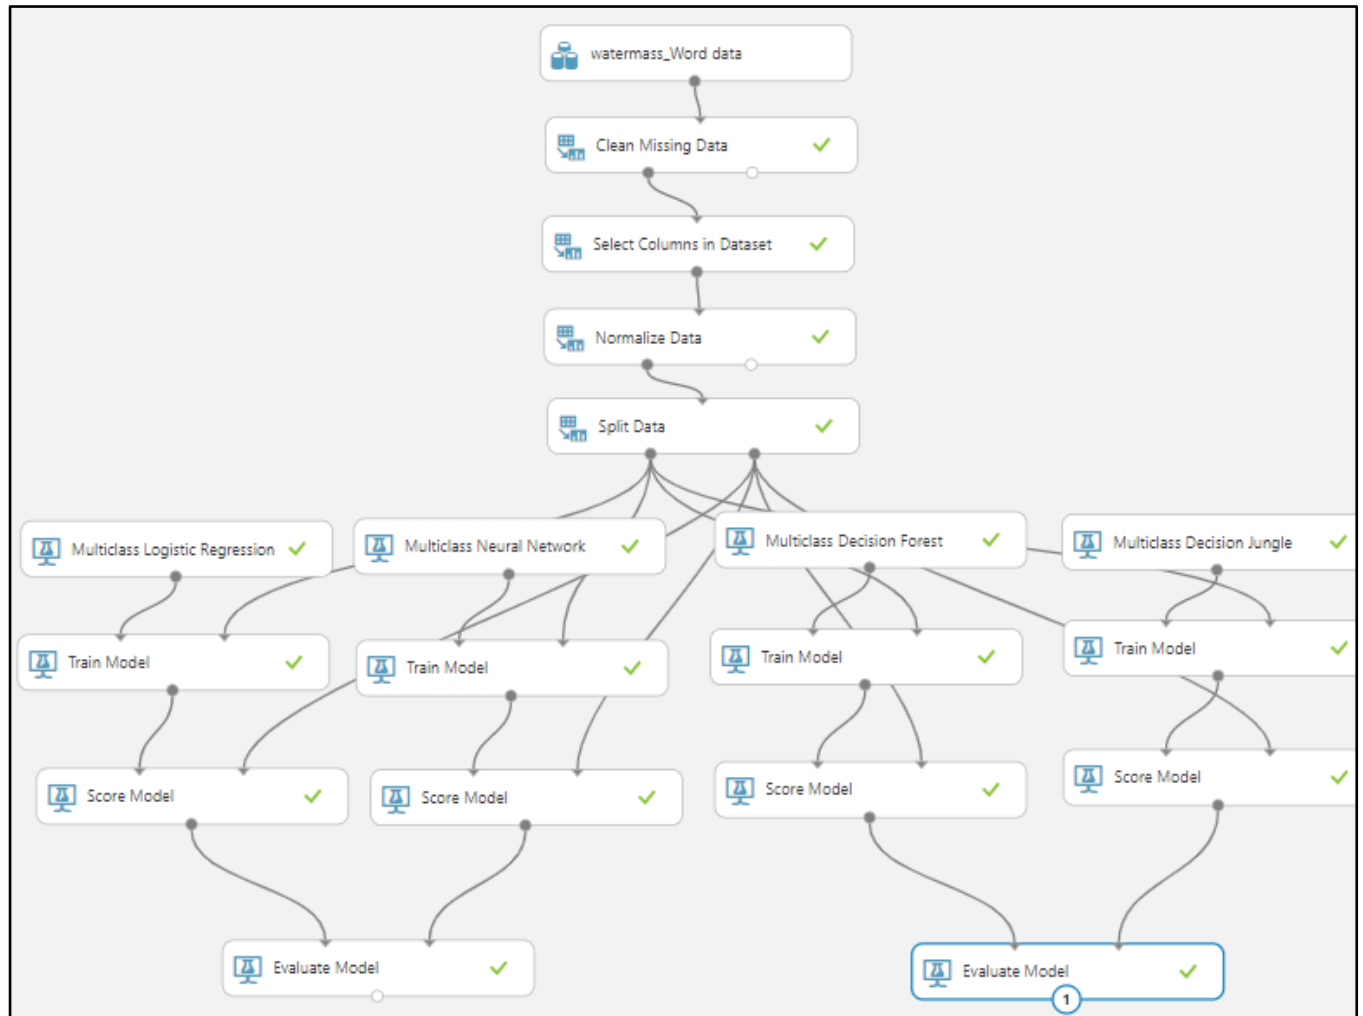 watermass_Word data
Clean Missing Data
Select Columns in Dataset
Normalize Data
Split Data
Multiclass Logistic Regression
Multiclass Neural Network
Multiclass Decision Forest
Multiclass Decision Jungle
Train Model
Train Model
Train Model
Train Model
Score Model
Score Model
Score Model
Score Model
Evaluate Model
Evaluate Model
1